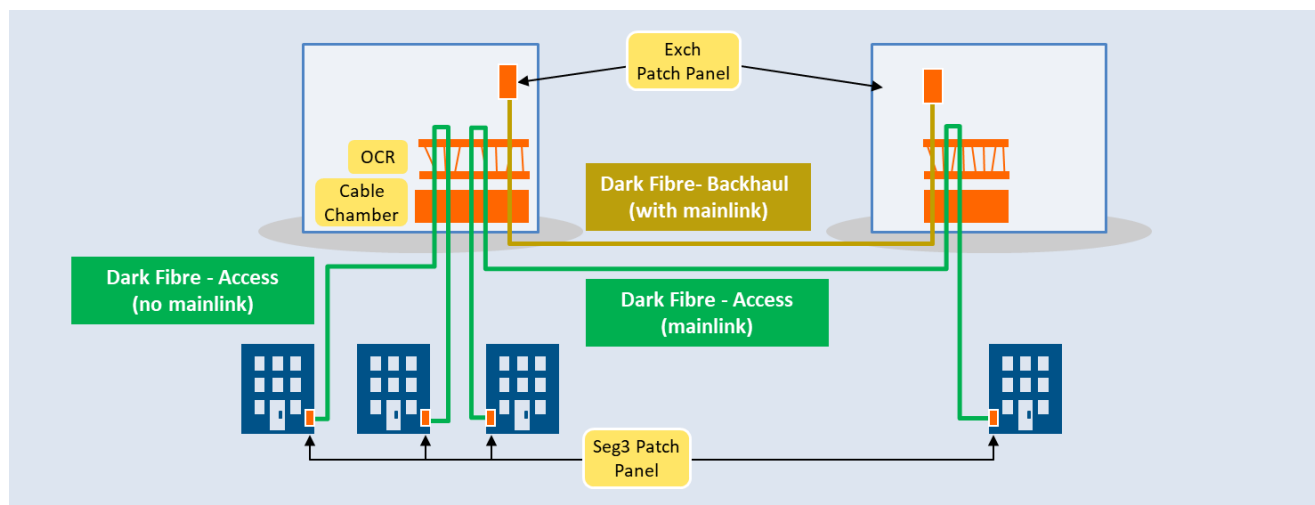 Exch
Patch Panel
OCR
Cable
Chamber
Dark Fibre- Backhaul
(with mainlink)
Dark Fibre - Access
(no mainlink)
Dark Fibre - Access
(mainlink)
Seg3 Patch
Panel